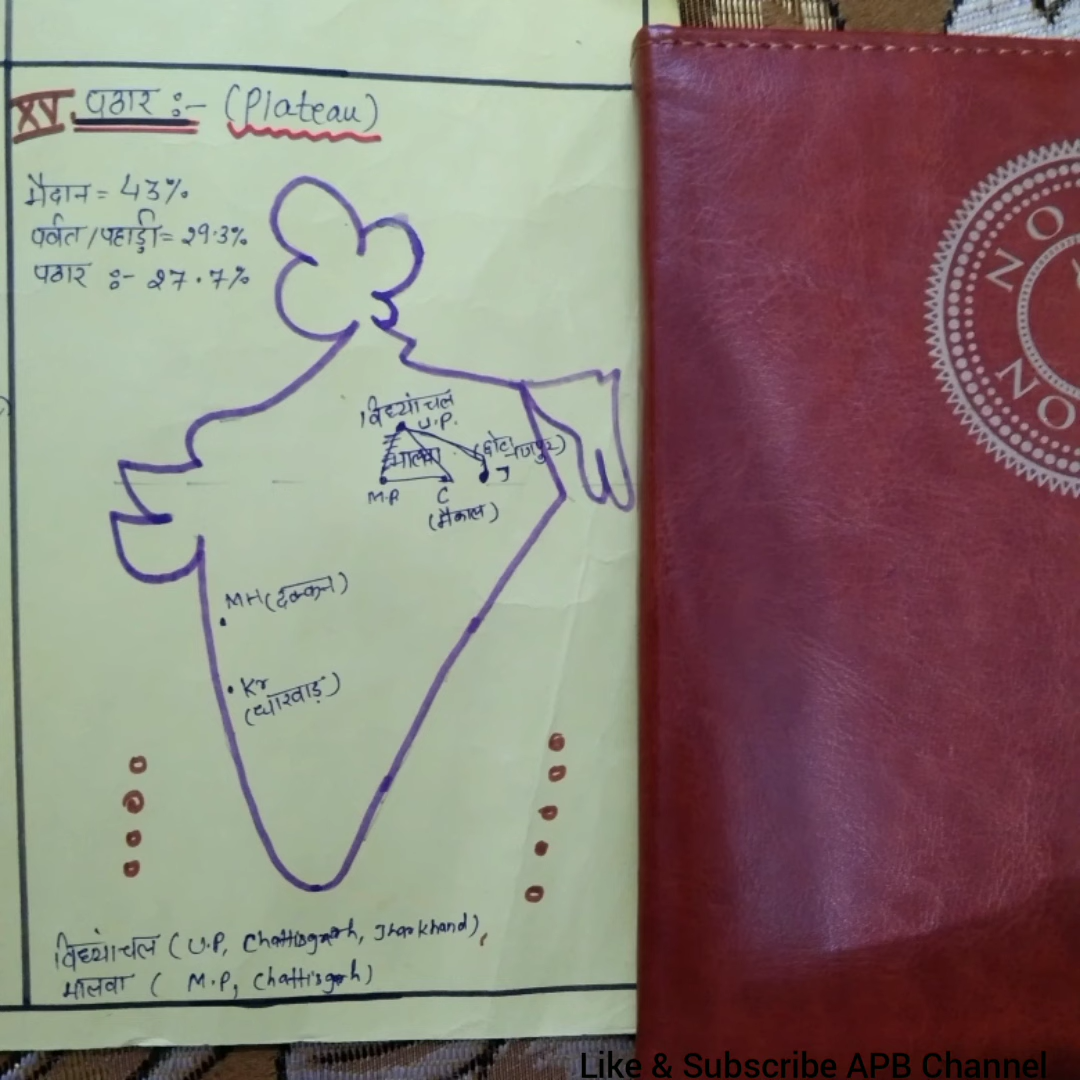 XV. पठार :- (Plateau)
मैदान = 43%
पर्वत/पहाड़ी = 29.3%
पठार :- 27.7%
विंध्यांचल
U.P.
मालवा
(छोटा नागपुर)
J
M.P
C
(मैकाल)
MH (दक्कन)
Kr
(धारवाड़)
विंध्यांचल (U.P, Chattisgarh, Jharkhand),
मालवा ( M.P, Chattisgarh)
NO
NO
Like & Subscribe APB Channel